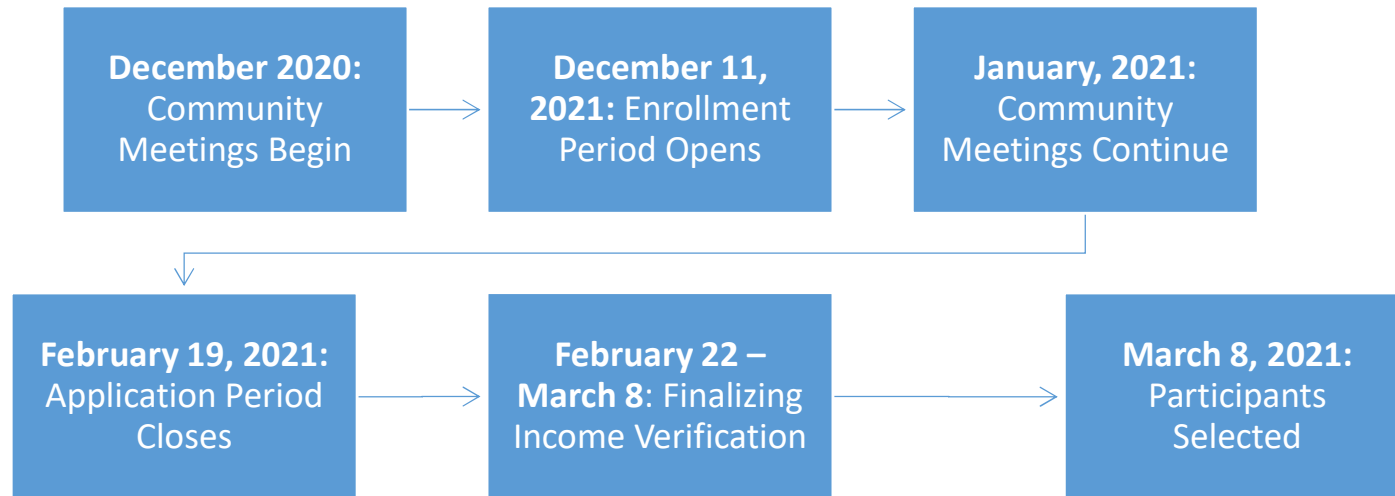 December 2020:
Community
Meetings Begin
December 11,
2021: Enrollment
Period Opens
January, 2021:
Community
Meetings Continue
February 19, 2021:
Application Period
Closes
February 22 –
March 8: Finalizing
Income Verification
March 8, 2021:
Participants
Selected